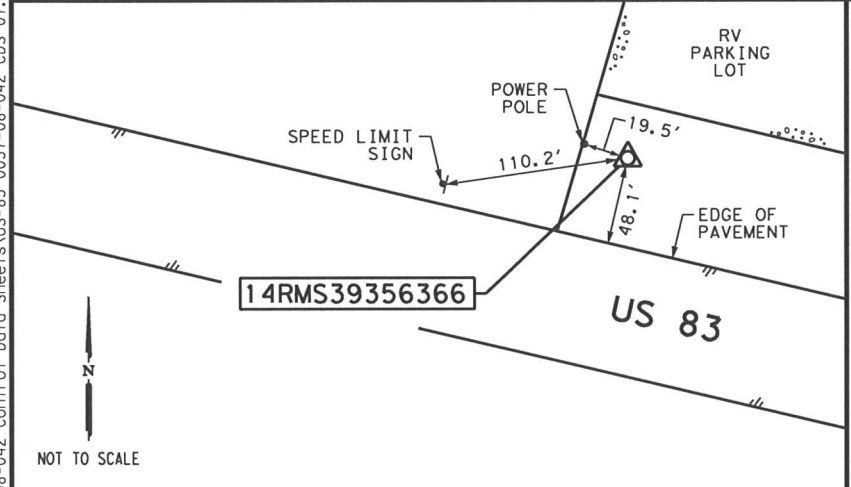 RV
PARKING
LOT
POWER
POLE
19.5'
SPEED LIMIT
SIGN
110.2'
48.1'
EDGE OF
PAVEMENT
14RMS39356366
US 83
N
NOT TO SCALE